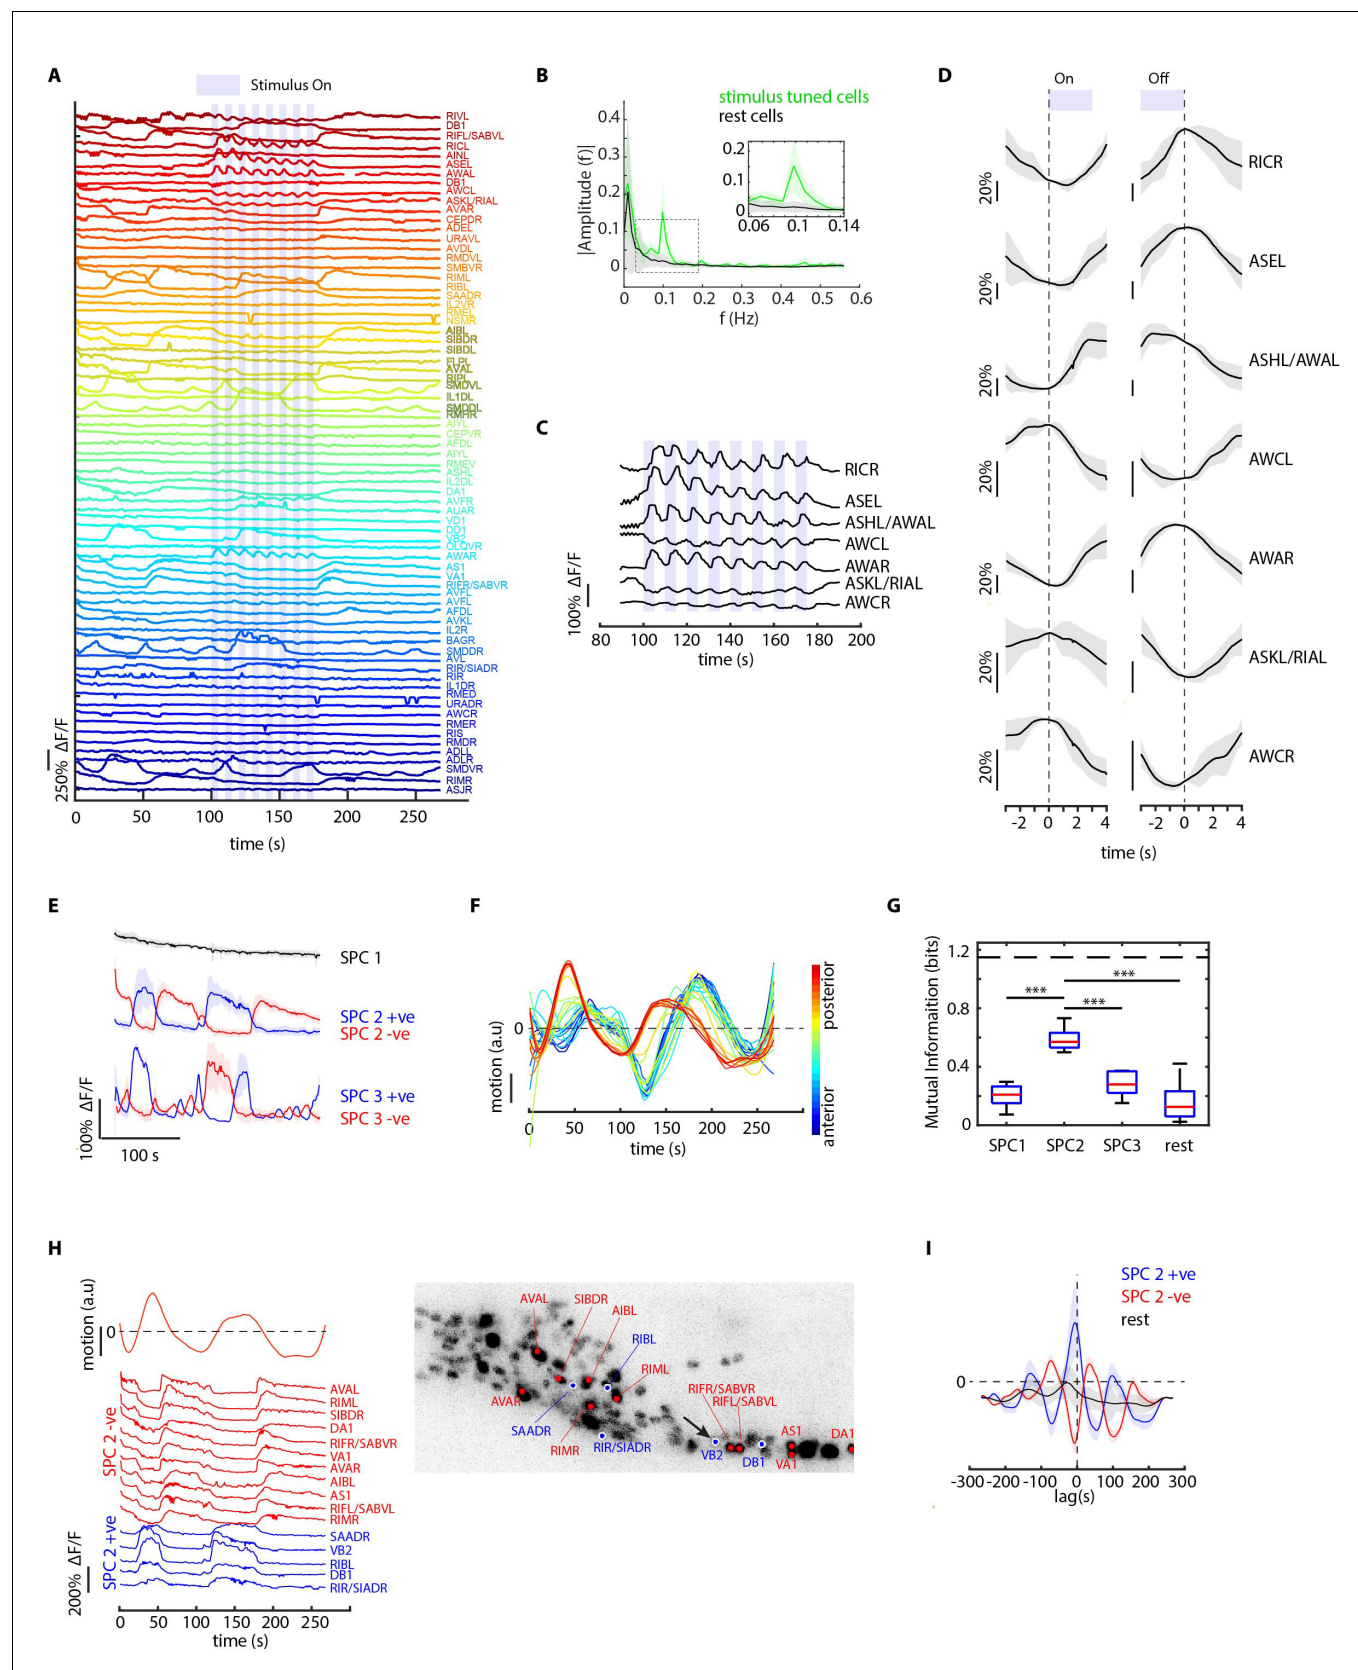 A
Stimulus On
RIVL
DB1
RIFL/SABVL
RICL
AINL
ASEL
AWAL
DB1
AWCL
ASKL/RIAL
AVAR
CEPDR
ADEL
URAVL
AVDL
RMDVL
SMBVR
RIML
RIBL
SAADR
IL2VR
RMEL
NSMR
AIBL
SIBDR
SIBDL
FLPL
AVAL
RIPL
SMDVL
IL1DL
SMDDL
RMHR
AIYL
CEPVR
AFDL
AIYL
RMEV
ASHL
IL2DL
DA1
AVFR
AUAR
VD1
DD1
VB2
OLQVR
AWAR
AS1
VA1
RIFR/SABVR
AVFL
AVFL
AFDL
AVKL
IL2R
BAGR
SMDDR
AVL
RIR/SIADR
RIR
IL1DR
RMED
URADR
AWCR
RMER
RIS
RMDR
ADLL
ADLR
SMDVR
RIMR
ASJR
250% ΔF/F
0 50 100 150 200 250
time (s)
B
stimulus tuned cells
rest cells
|Amplitude (f)|
0.4
0.3
0.2
0.1
0
0.2
0.1
0
0.06 0.1 0.14
0 0.1 0.2 0.3 0.4 0.5 0.6
f (Hz)
C
RICR
ASEL
ASHL/AWAL
AWCL
AWAR
ASKL/RIAL
AWCR
100% ΔF/F
80 100 120 140 160 180 200
time (s)
D
On Off
20% RICR
20% ASEL
20% ASHL/AWAL
20% AWCL
20% AWAR
20% ASKL/RIAL
20% AWCR
-2 0 2 4 -2 0 2 4
time (s)
E
SPC 1
SPC 2 +ve
SPC 2 -ve
SPC 3 +ve
SPC 3 -ve
100% ΔF/F
100 s
F
motion (a.u)
0
0 50 100 150 200 250
time (s)
posterior
anterior
G
Mutual Information (bits)
1.2
0.8
0.4
0
***
***
***
SPC1 SPC2 SPC3 rest
H
motion (a.u)
0
SPC 2 -ve
AVAL
RIML
SIBDR
DA1
RIFR/SABVR
VA1
AVAR
AIBL
AS1
RIFL/SABVL
RIMR
SPC 2 +ve
SAADR
VB2
RIBL
DB1
RIR/SIADR
200% ΔF/F
0 50 100 150 200 250
time (s)
AVAL
SIBDR
AIBL
RIBL
RIML
RIFR/SABVR
RIFL/SABVL
AVAR
SAADR
RIMR
RIR/SIADR
VB2
DB1
AS1
VA1
DA1
I
SPC 2 +ve
SPC 2 -ve
rest
0
-300 -200 -100 0 100 200 300
lag(s)